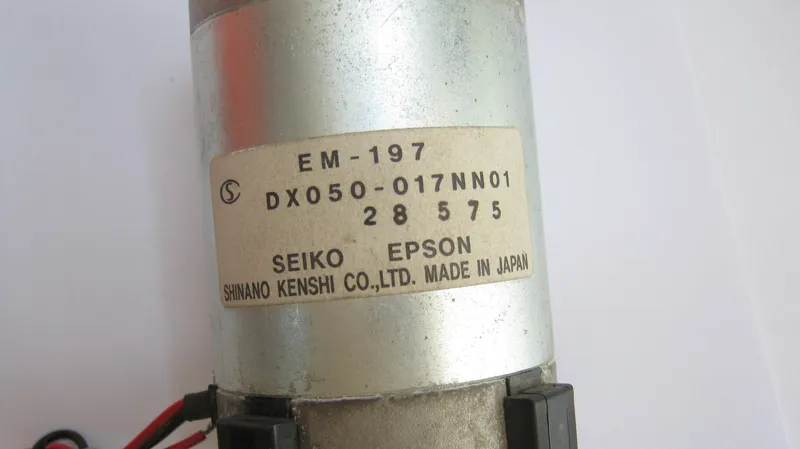 EM-197
DX050-017NN01
28 575
SEIKO EPSON
SHINANO KENSHI CO.,LTD. MADE IN JAPAN